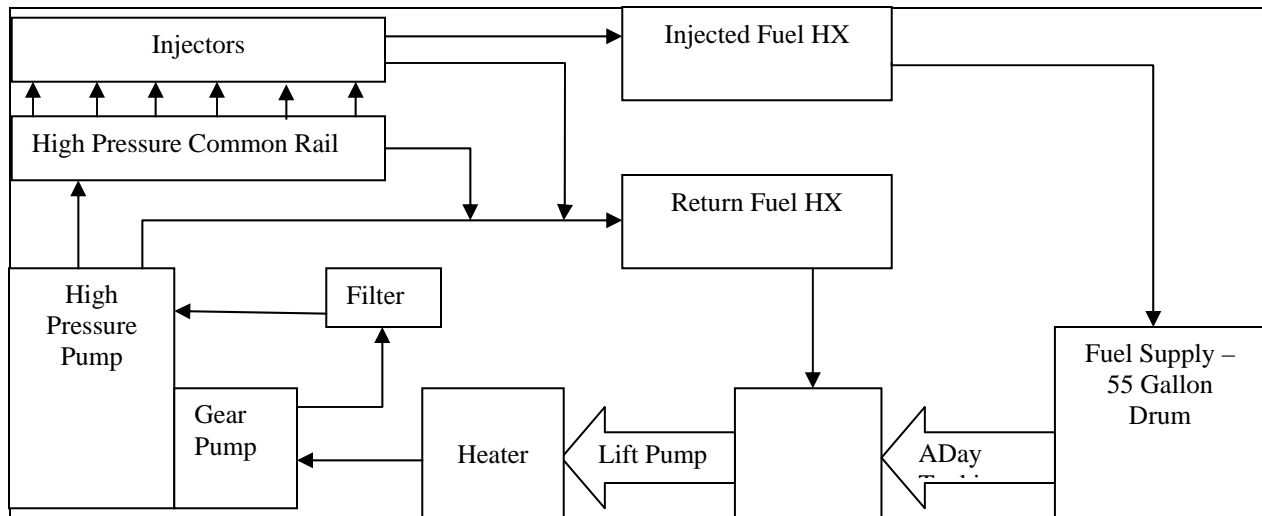 Injectors
Injected Fuel HX
High Pressure Common Rail
Return Fuel HX
High
Pressure
Pump
Filter
Fuel Supply –
55 Gallon
Drum
Gear
Pump
Heater
Lift Pump
ADay